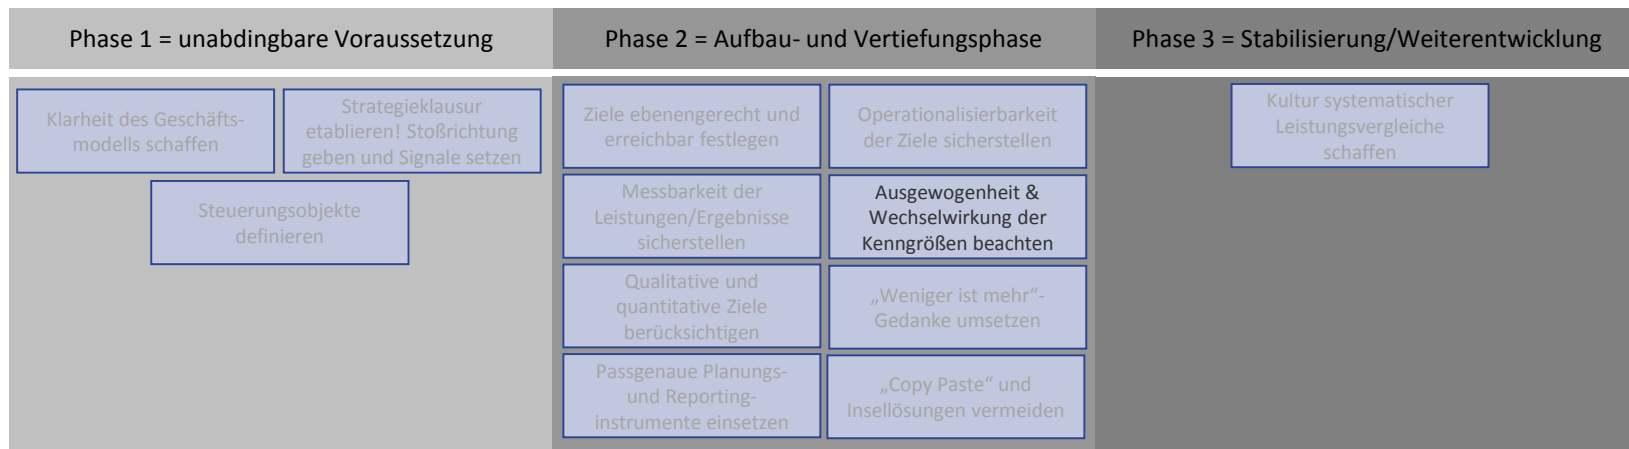 Phase 1 = unabdingbare Voraussetzung
Phase 2 = Aufbau- und Vertiefungsphase
Phase 3 = Stabilisierung/Weiterentwicklung
Klarheit des Geschäfts-
modells schaffen
Strategieklausur
etablieren! Stoßrichtung
geben und Signale setzen
Steuerungsobjekte
definieren
Ziele ebenengerecht und
erreichbar festlegen
Operationalisierbarkeit
der Ziele sicherstellen
Messbarkeit der
Leistungen/Ergebnisse
sicherstellen
Ausgewogenheit &
Wechselwirkung der
Kenngrößen beachten
Qualitative und
quantitative Ziele
berücksichtigen
„Weniger ist mehr“-
Gedanke umsetzen
Passgenaue Planungs-
und Reporting-
instrumente einsetzen
„Copy Paste“ und
Insellösungen vermeiden
Kultur systematischer
Leistungsvergleiche
schaffen